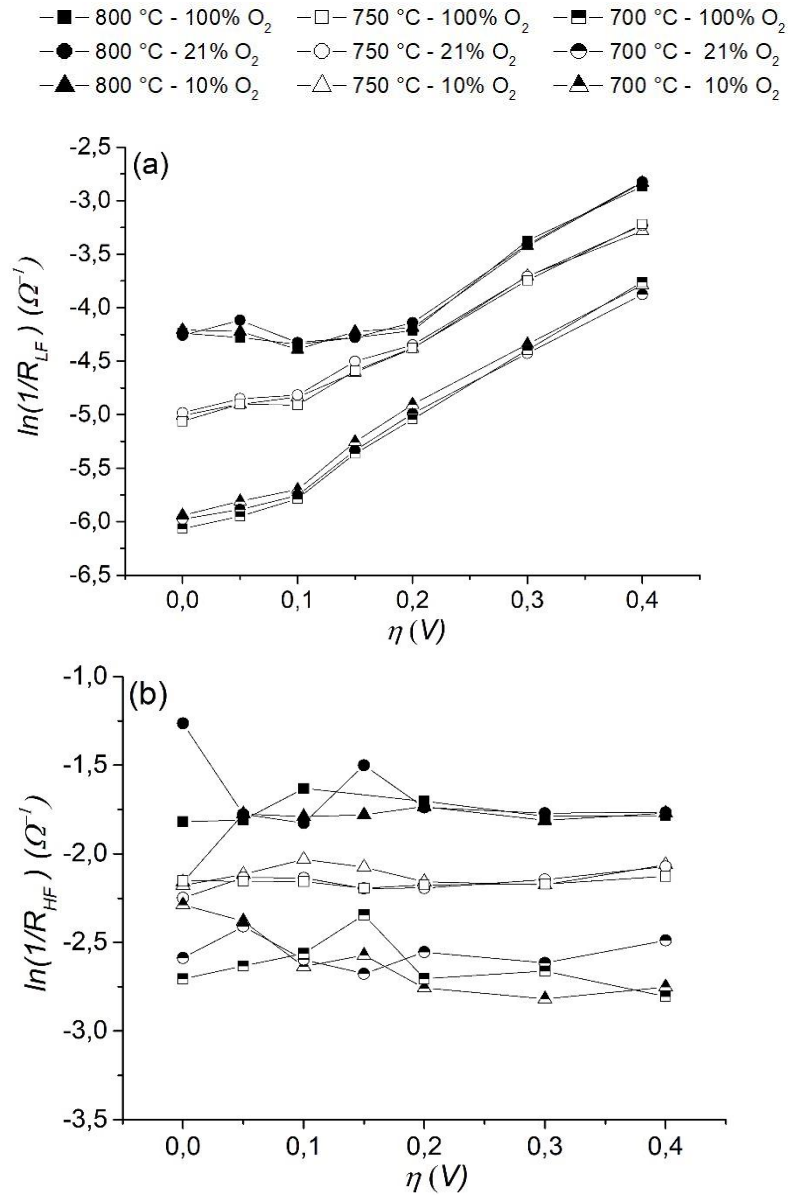 800 °C - 100% O2 750 °C - 100% O2 700 °C - 100% O2
800 °C - 21% O2 750 °C - 21% O2 700 °C - 21% O2
800 °C - 10% O2 750 °C - 10% O2 700 °C - 10% O2
(a)
ln(1/R_LF) (Ω⁻¹)
-2,5
-3,0
-3,5
-4,0
-4,5
-5,0
-5,5
-6,0
-6,5
0,0 0,1 0,2 0,3 0,4
η (V)
(b)
ln(1/R_HF) (Ω⁻¹)
-1,0
-1,5
-2,0
-2,5
-3,0
-3,5
0,0 0,1 0,2 0,3 0,4
η (V)